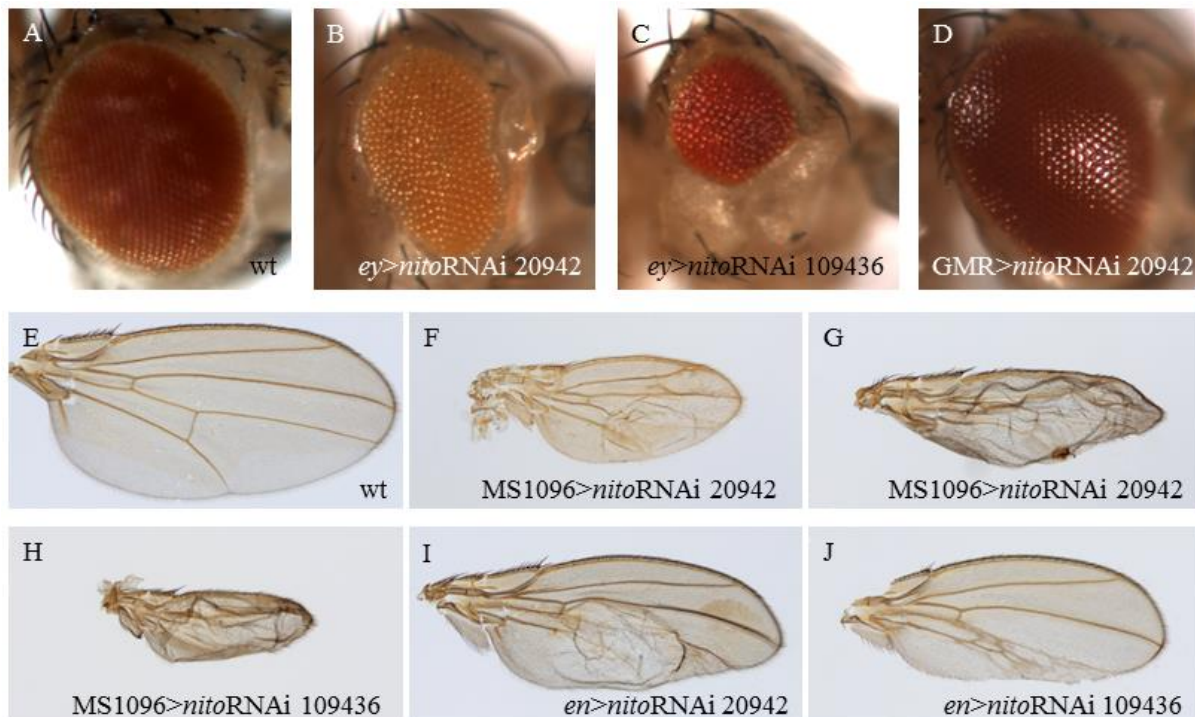 A
wt
B
ey>nitoRNAi 20942
C
ey>nitoRNAi 109436
D
GMR>nitoRNAi 20942
E
wt
F
MS1096>nitoRNAi 20942
G
MS1096>nitoRNAi 20942
H
MS1096>nitoRNAi 109436
I
en>nitoRNAi 20942
J
en>nitoRNAi 109436